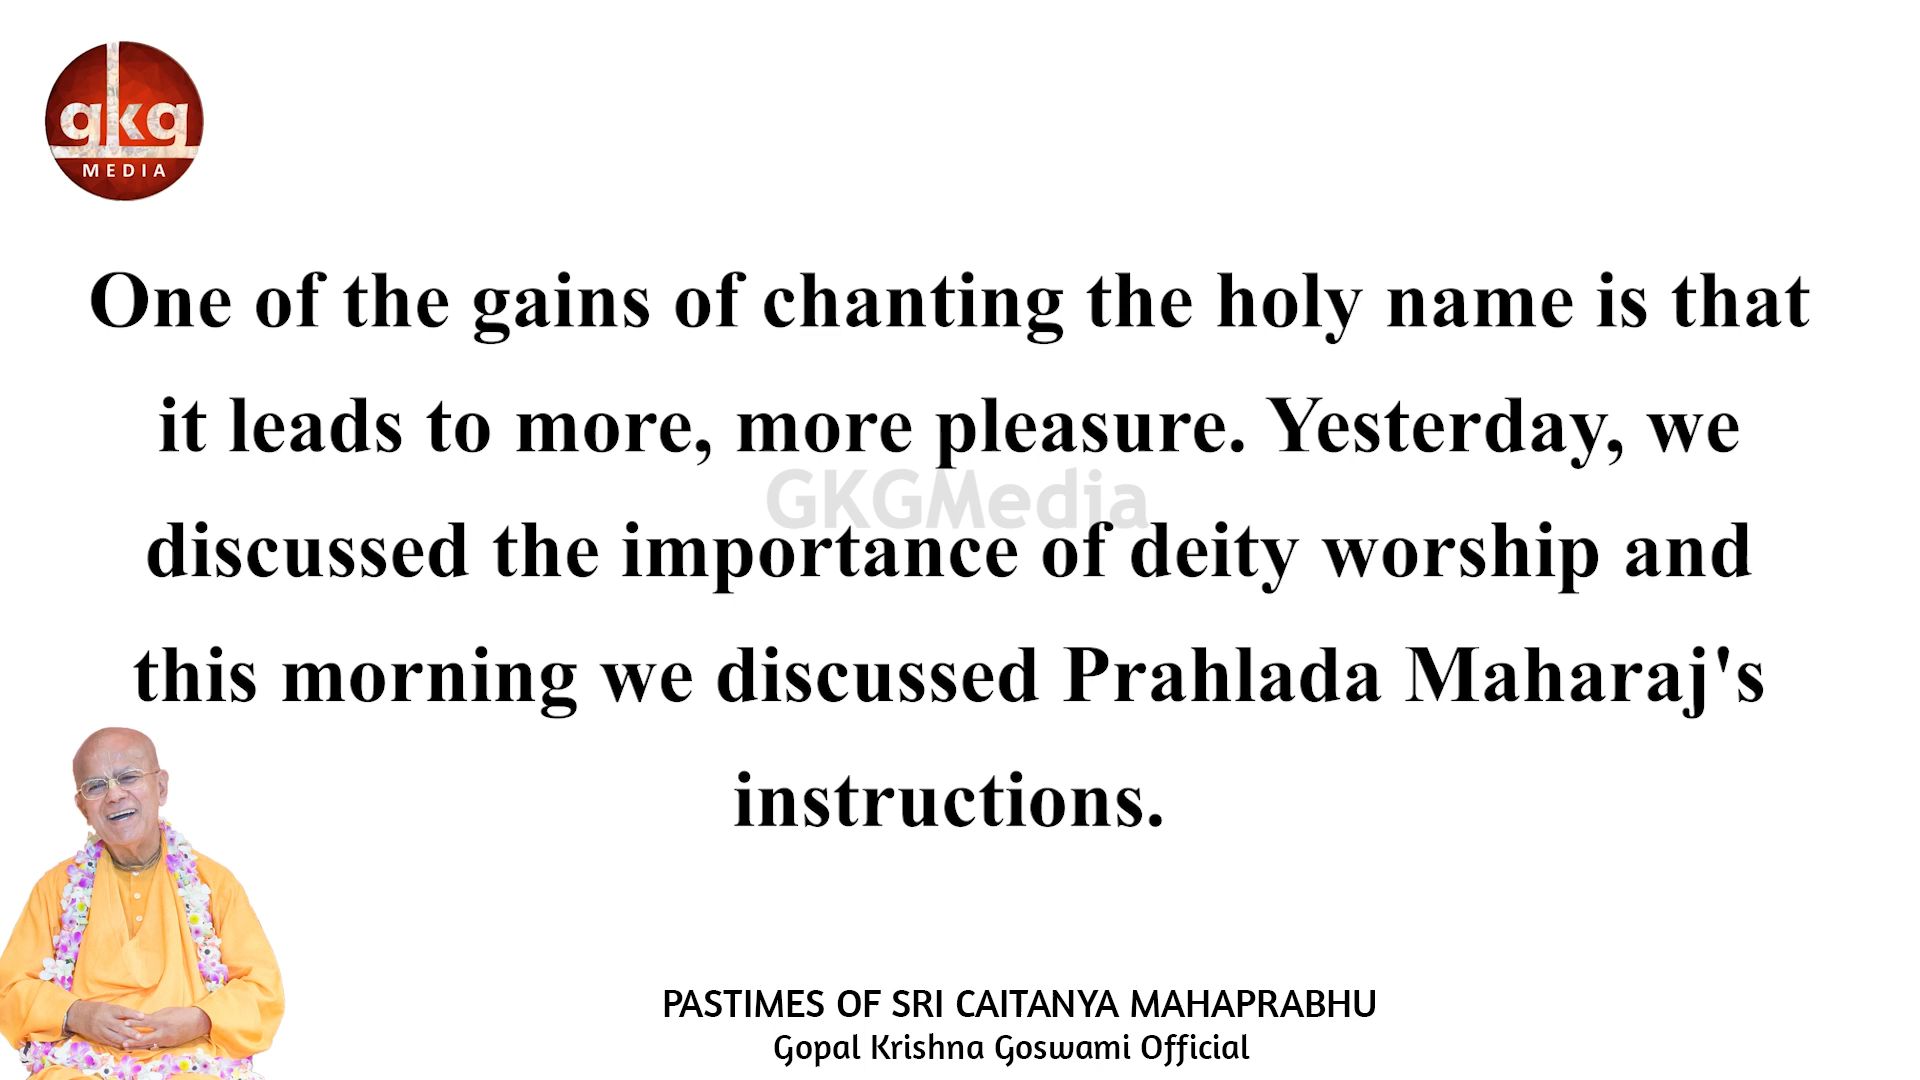 gkg
MEDIA
One of the gains of chanting the holy name is that
it leads to more, more pleasure. Yesterday, we
GKGMedia
discussed the importance of deity worship and
this morning we discussed Prahlada Maharaj's
instructions.
PASTIMES OF SRI CAITANYA MAHAPRABHU
Gopal Krishna Goswami Official